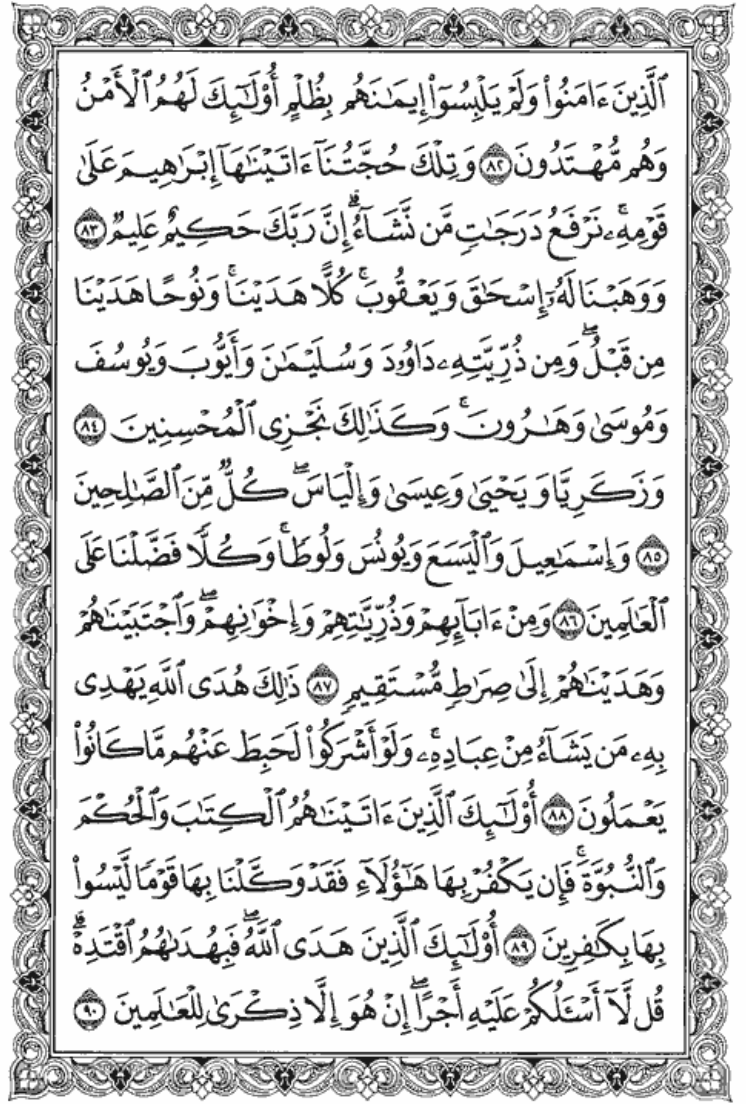 ٱلَّذِينَ ءَامَنُوا۟ وَلَمْ يَلْبِسُوٓا۟ إِيمَـٰنَهُم بِظُلْمٍ أُو۟لَـٰٓئِكَ لَهُمُ ٱلْأَمْنُ
وَهُم مُّهْتَدُونَ ٨٢ وَتِلْكَ حُجَّتُنَآ ءَاتَيْنَـٰهَآ إِبْرَٰهِيمَ عَلَىٰ
قَوْمِهِۦ ۚ نَرْفَعُ دَرَجَـٰتٍ مَّن نَّشَآءُ ۗ إِنَّ رَبَّكَ حَكِيمٌ عَلِيمٌ ٨٣
وَوَهَبْنَا لَهُۥٓ إِسْحَـٰقَ وَيَعْقُوبَ ۚ كُلًّا هَدَيْنَا ۚ وَنُوحًا هَدَيْنَا
مِن قَبْلُ ۖ وَمِن ذُرِّيَّتِهِۦ دَاوُۥدَ وَسُلَيْمَـٰنَ وَأَيُّوبَ وَيُوسُفَ
وَمُوسَىٰ وَهَـٰرُونَ ۚ وَكَذَٰلِكَ نَجْزِى ٱلْمُحْسِنِينَ ٨٤
وَزَكَرِيَّا وَيَحْيَىٰ وَعِيسَىٰ وَإِلْيَاسَ ۖ كُلٌّ مِّنَ ٱلصَّـٰلِحِينَ
٨٥ وَإِسْمَـٰعِيلَ وَٱلْيَسَعَ وَيُونُسَ وَلُوطًا ۚ وَكُلًّا فَضَّلْنَا عَلَى
ٱلْعَـٰلَمِينَ ٨٦ وَمِنْ ءَابَآئِهِمْ وَذُرِّيَّـٰتِهِمْ وَإِخْوَٰنِهِمْ ۖ وَٱجْتَبَيْنَـٰهُمْ
وَهَدَيْنَـٰهُمْ إِلَىٰ صِرَٰطٍ مُّسْتَقِيمٍ ٨٧ ذَٰلِكَ هُدَى ٱللَّهِ يَهْدِى
بِهِۦ مَن يَشَآءُ مِنْ عِبَادِهِۦ ۚ وَلَوْ أَشْرَكُوا۟ لَحَبِطَ عَنْهُم مَّا كَانُوا۟
يَعْمَلُونَ ٨٨ أُو۟لَـٰٓئِكَ ٱلَّذِينَ ءَاتَيْنَـٰهُمُ ٱلْكِتَـٰبَ وَٱلْحُكْمَ
وَٱلنُّبُوَّةَ ۚ فَإِن يَكْفُرْ بِهَا هَـٰٓؤُلَآءِ فَقَدْ وَكَّلْنَا بِهَا قَوْمًا لَّيْسُوا۟
بِهَا بِكَـٰفِرِينَ ٨٩ أُو۟لَـٰٓئِكَ ٱلَّذِينَ هَدَى ٱللَّهُ ۖ فَبِهُدَىٰهُمُ ٱقْتَدِهْ ۗ
قُل لَّآ أَسْـَٔلُكُمْ عَلَيْهِ أَجْرًا ۖ إِنْ هُوَ إِلَّا ذِكْرَىٰ لِلْعَـٰلَمِينَ ٩٠